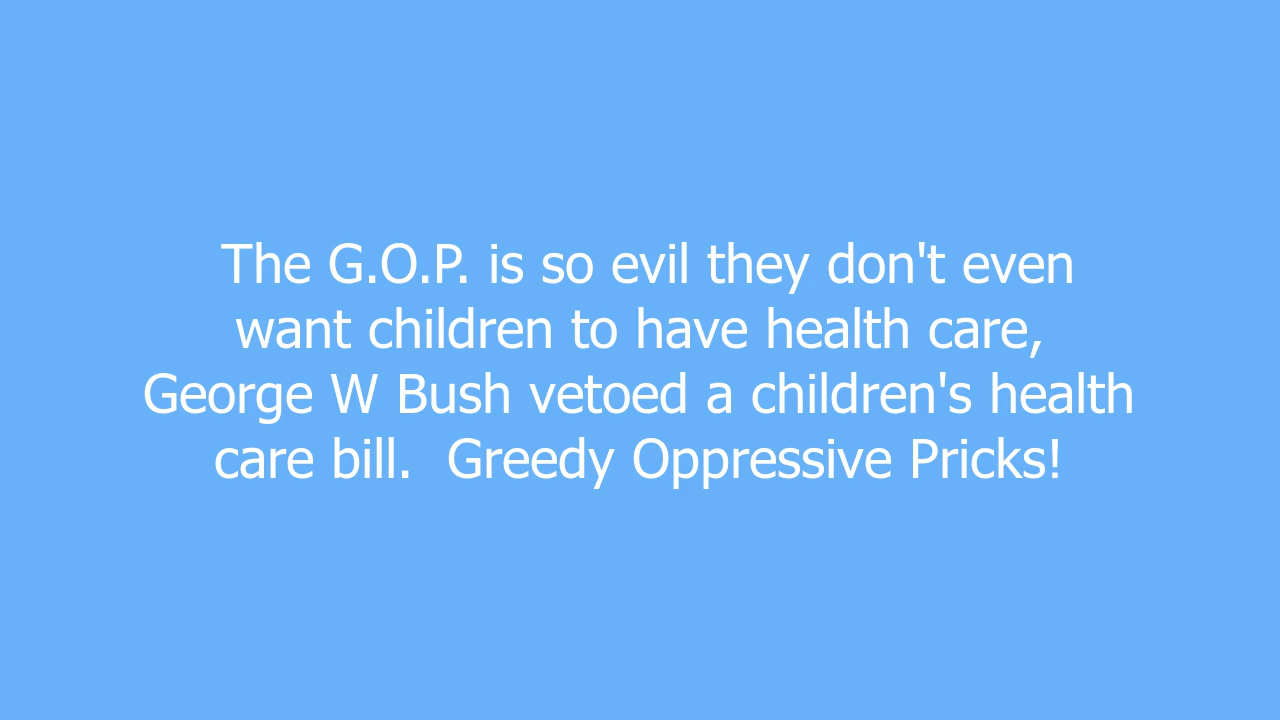 The G.O.P. is so evil they don't even
want children to have health care,
George W Bush vetoed a children's health
care bill.  Greedy Oppressive Pricks!